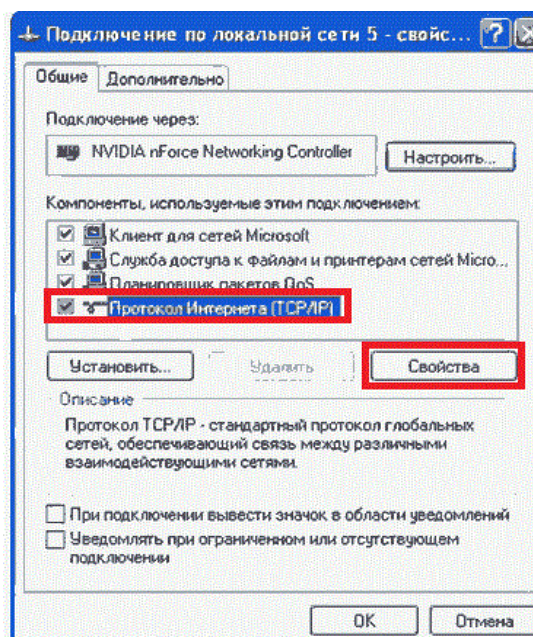 Подключение по локальной сети 5 - свойс...
Общие Дополнительно
Подключение через:
NVIDIA nForce Networking Controller Настроить...
Компоненты, используемые этим подключением:
Клиент для сетей Microsoft
Служба доступа к файлам и принтерам сетей Micro...
Планировщик пакетов QoS
Протокол Интернета (TCP/IP)
Установить... Удалить Свойства
Описание
Протокол TCP/IP - стандартный протокол глобальных
сетей, обеспечивающий связь между различными
взаимодействующими сетями.
При подключении вывести значок в области уведомлений
Уведомлять при ограниченном или отсутствующем
подключении
OK Отмена